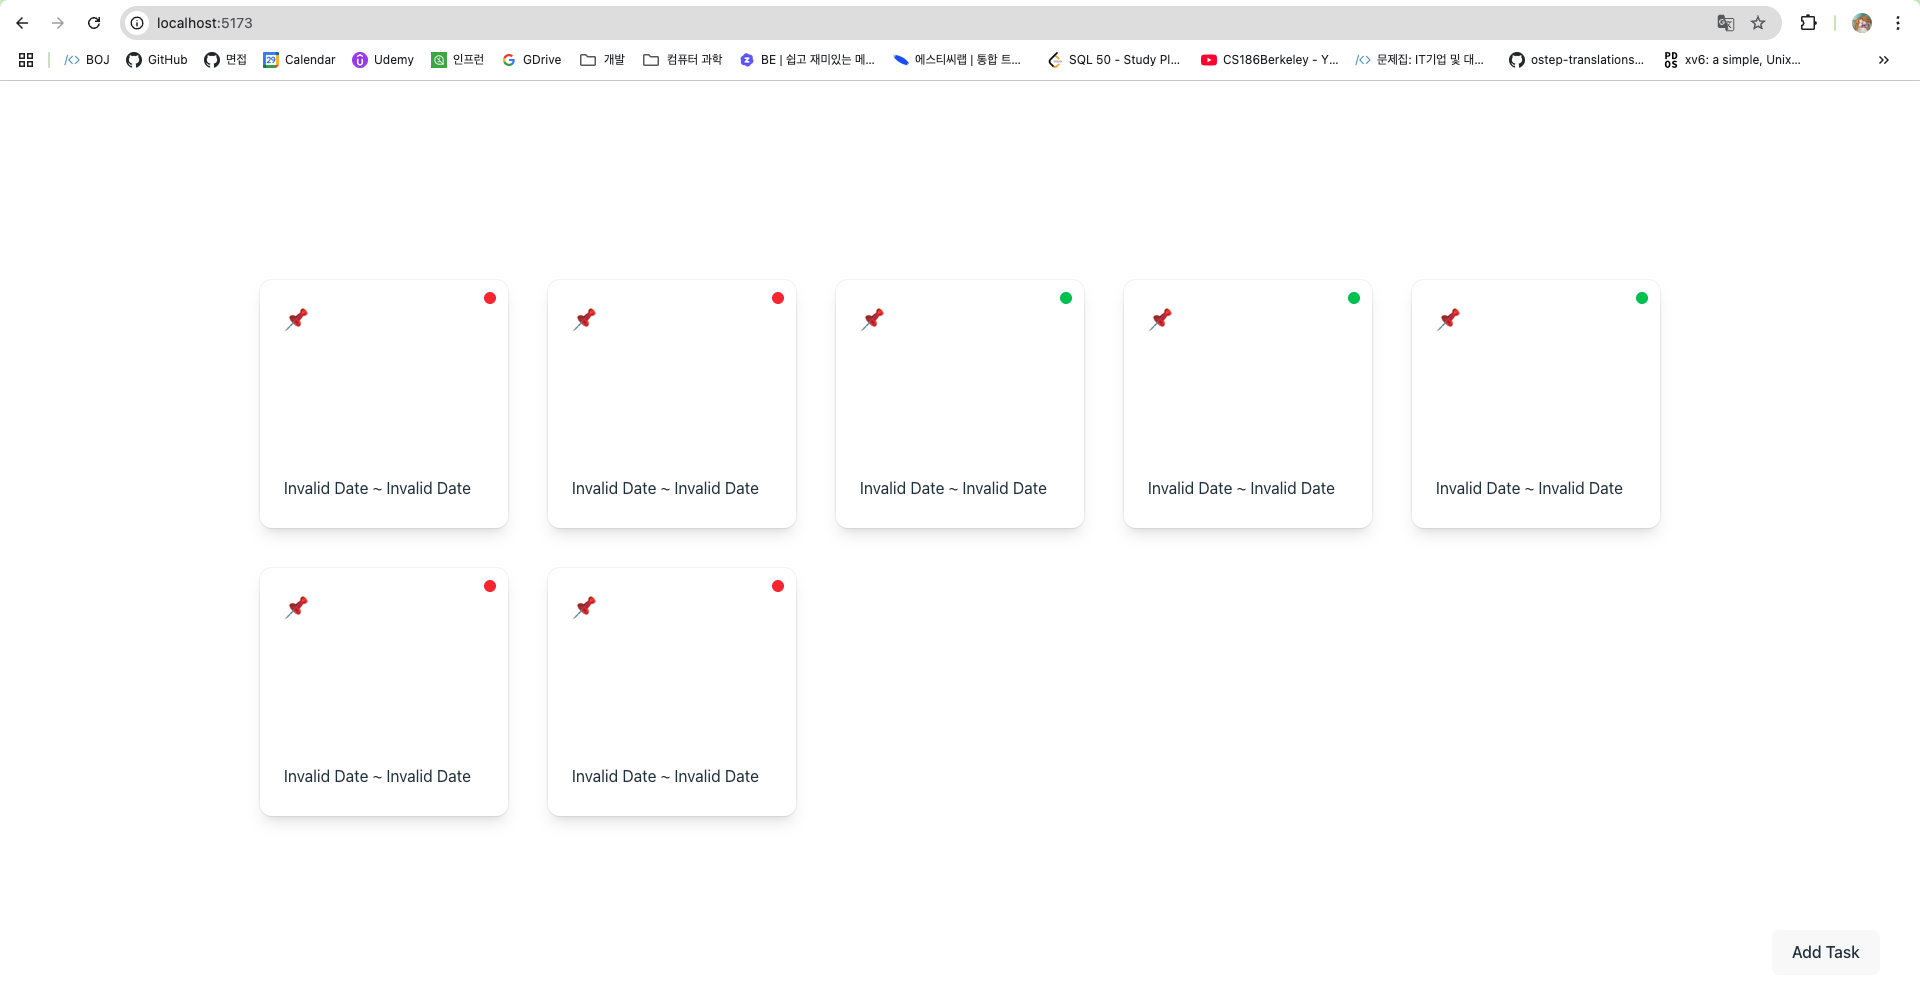 localhost:5173
BOJ GitHub 면접 29 Calendar Udemy 인프런 GDrive 개발 컴퓨터 과학 BE | 쉽고 재미있는 메... 에스티씨랩 | 통합 트... SQL 50 - Study Pl... CS186Berkeley - Y... 문제집: IT기업 및 대... ostep-translations... PDOS xv6: a simple, Unix...
Invalid Date ~ Invalid Date Invalid Date ~ Invalid Date Invalid Date ~ Invalid Date Invalid Date ~ Invalid Date Invalid Date ~ Invalid Date
Invalid Date ~ Invalid Date Invalid Date ~ Invalid Date
Add Task